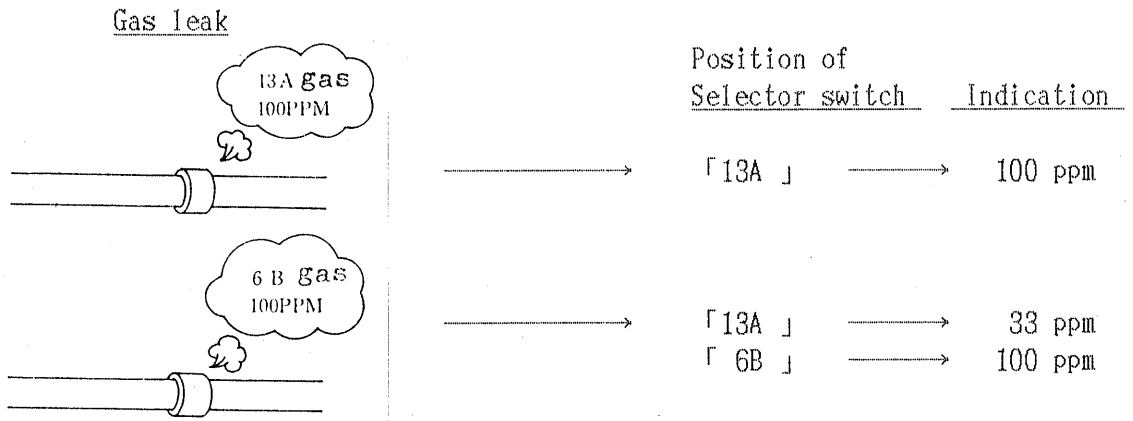 Gas leak
13A gas
100PPM
Position of
Selector switch Indication
「13A 」 100 ppm
6 B gas
100PPM
「13A 」 33 ppm
「 6B 」 100 ppm